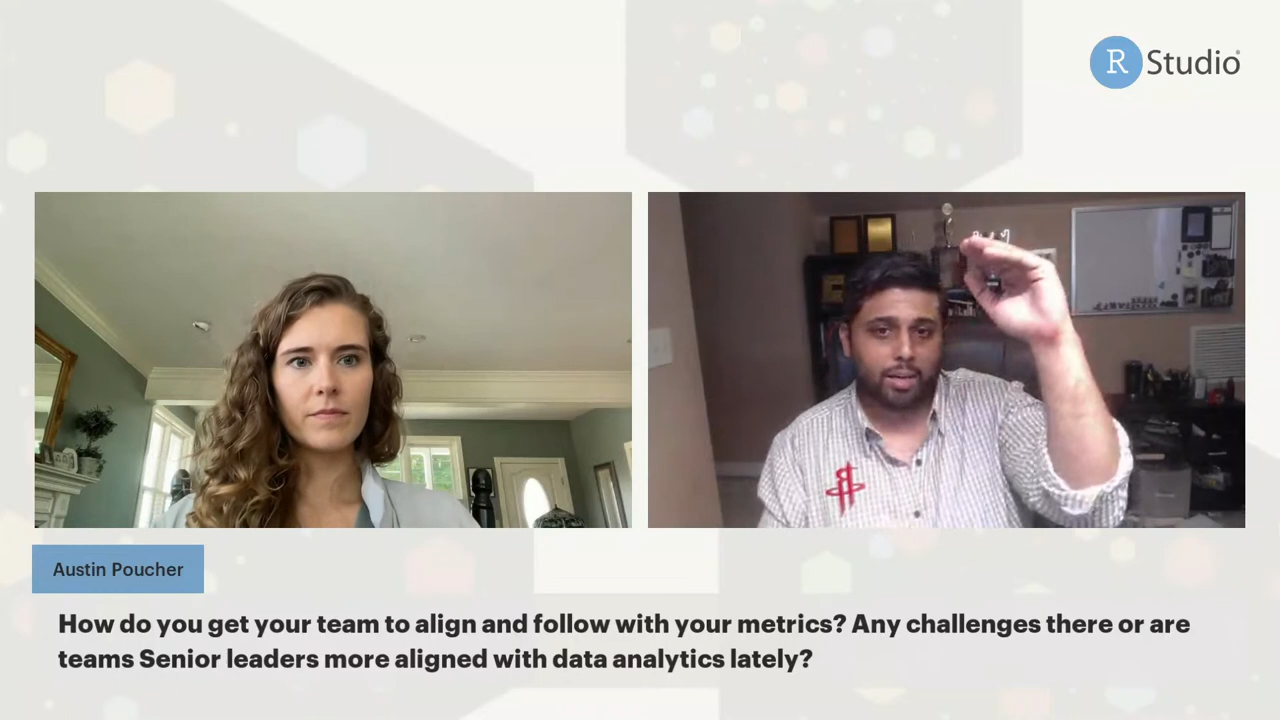 R Studio
Austin Poucher
How do you get your team to align and follow with your metrics? Any challenges there or are
teams Senior leaders more aligned with data analytics lately?